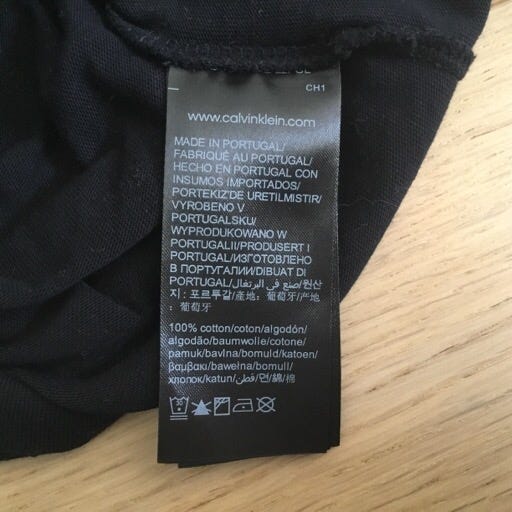 CH1
www.calvinklein.com
MADE IN PORTUGAL/
FABRIQUÉ AU PORTUGAL/
HECHO EN PORTUGAL CON
INSUMOS IMPORTADOS/
PORTEKIZ'DE URETILMISTIR/
VYROBENO V
PORTUGALSKU/
WYPRODUKOWANO W
PORTUGALII/PRODUSERT I
PORTUGAL/ИЗГОТОВЛЕНО
В ПОРТУГАЛИИ/DIBUAT DI
PORTUGAL/صنع في البرتغال/원산
지 : 포르투갈/產地 : 葡萄牙/产地
: 葡萄牙
100% cotton/coton/algodón/
algodão/baumwolle/cotone/
pamuk/bavlna/bomuld/katoen/
βαμβακι/bawełna/bomull/
хлопок/katun/قطن/면/綿/棉